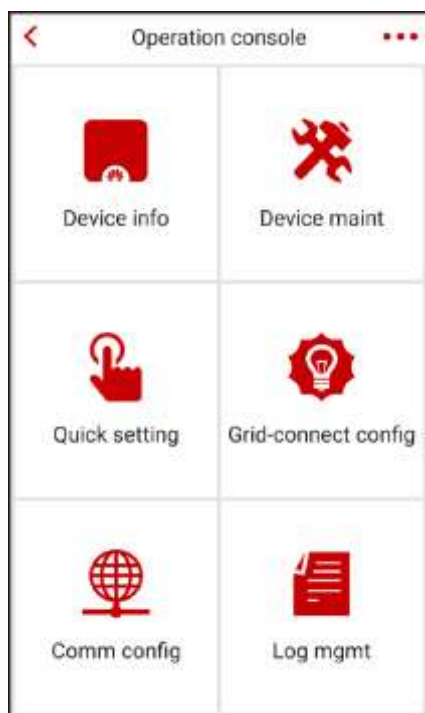 Operation console
Device info
Device maint
Quick setting
Grid-connect config
Comm config
Log mgmt